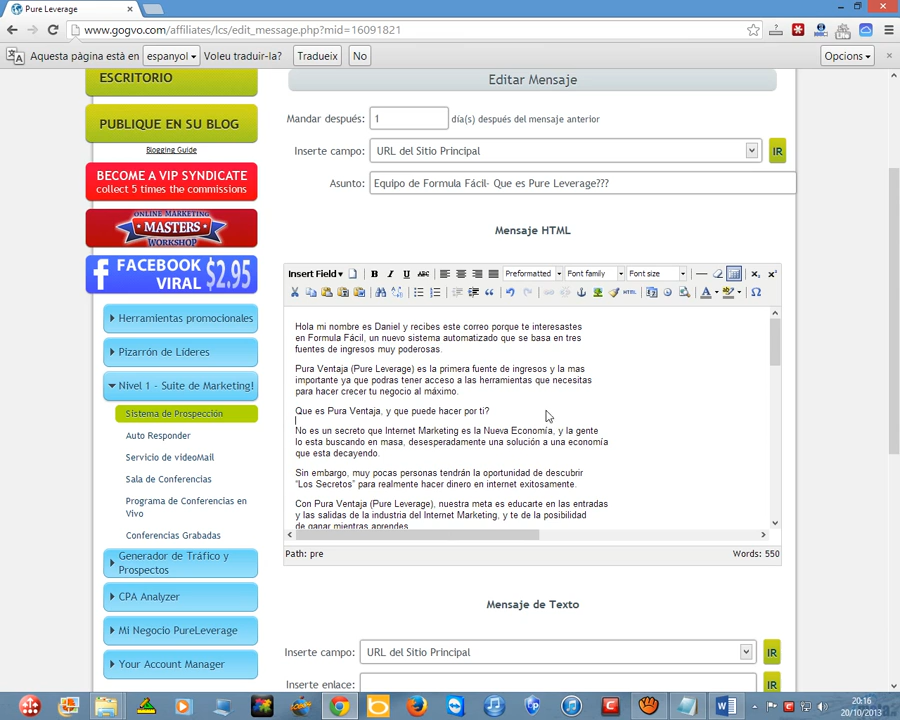 Pure Leverage
www.gogvo.com/affiliates/lcs/edit_message.php?mid=16091821
Aquesta pàgina està en espanyol Voleu traduir-la? Tradueix No Opcions
ESCRITORIO
PUBLIQUE EN SU BLOG
Blogging Guide
BECOME A VIP SYNDICATE
collect 5 times the commissions
ONLINE MARKETING
MASTERS
WORKSHOP
FACEBOOK
VIRAL $2.95
Herramientas promocionales
Pizarrón de Líderes
Nivel 1 - Suite de Marketing!
Sistema de Prospección
Auto Responder
Servicio de videoMail
Sala de Conferencias
Programa de Conferencias en
Vivo
Conferencias Grabadas
Generador de Tráfico y
Prospectos
CPA Analyzer
Mi Negocio PureLeverage
Your Account Manager
Editar Mensaje
Mandar después: 1 día(s) después del mensaje anterior
Inserte campo: URL del Sitio Principal IR
Asunto: Equipo de Formula Fácil- Que es Pure Leverage???
Mensaje HTML
Insert Field B I U ABC Preformatted Font family Font size
HTML
Hola mi nombre es Daniel y recibes este correo porque te interesastes
en Formula Fácil, un nuevo sistema automatizado que se basa en tres
fuentes de ingresos muy poderosas.
Pura Ventaja (Pure Leverage) es la primera fuente de ingresos y la mas
importante ya que podras tener acceso a las herramientas que necesitas
para hacer crecer tu negocio al máximo.
Que es Pura Ventaja, y que puede hacer por ti?
No es un secreto que Internet Marketing es la Nueva Economía, y la gente
lo esta buscando en masa, desesperadamente una solución a una economía
que esta decayendo.
Sin embargo, muy pocas personas tendrán la oportunidad de descubrir
“Los Secretos” para realmente hacer dinero en internet exitosamente.
Con Pura Ventaja (Pure Leverage), nuestra meta es educarte en las entradas
y las salidas de la industria del Internet Marketing, y te de la posibilidad
de ganar mientras aprendes
Path: pre Words: 550
Mensaje de Texto
Inserte campo: URL del Sitio Principal IR
Inserte enlace: IR
20:16
20/10/2013